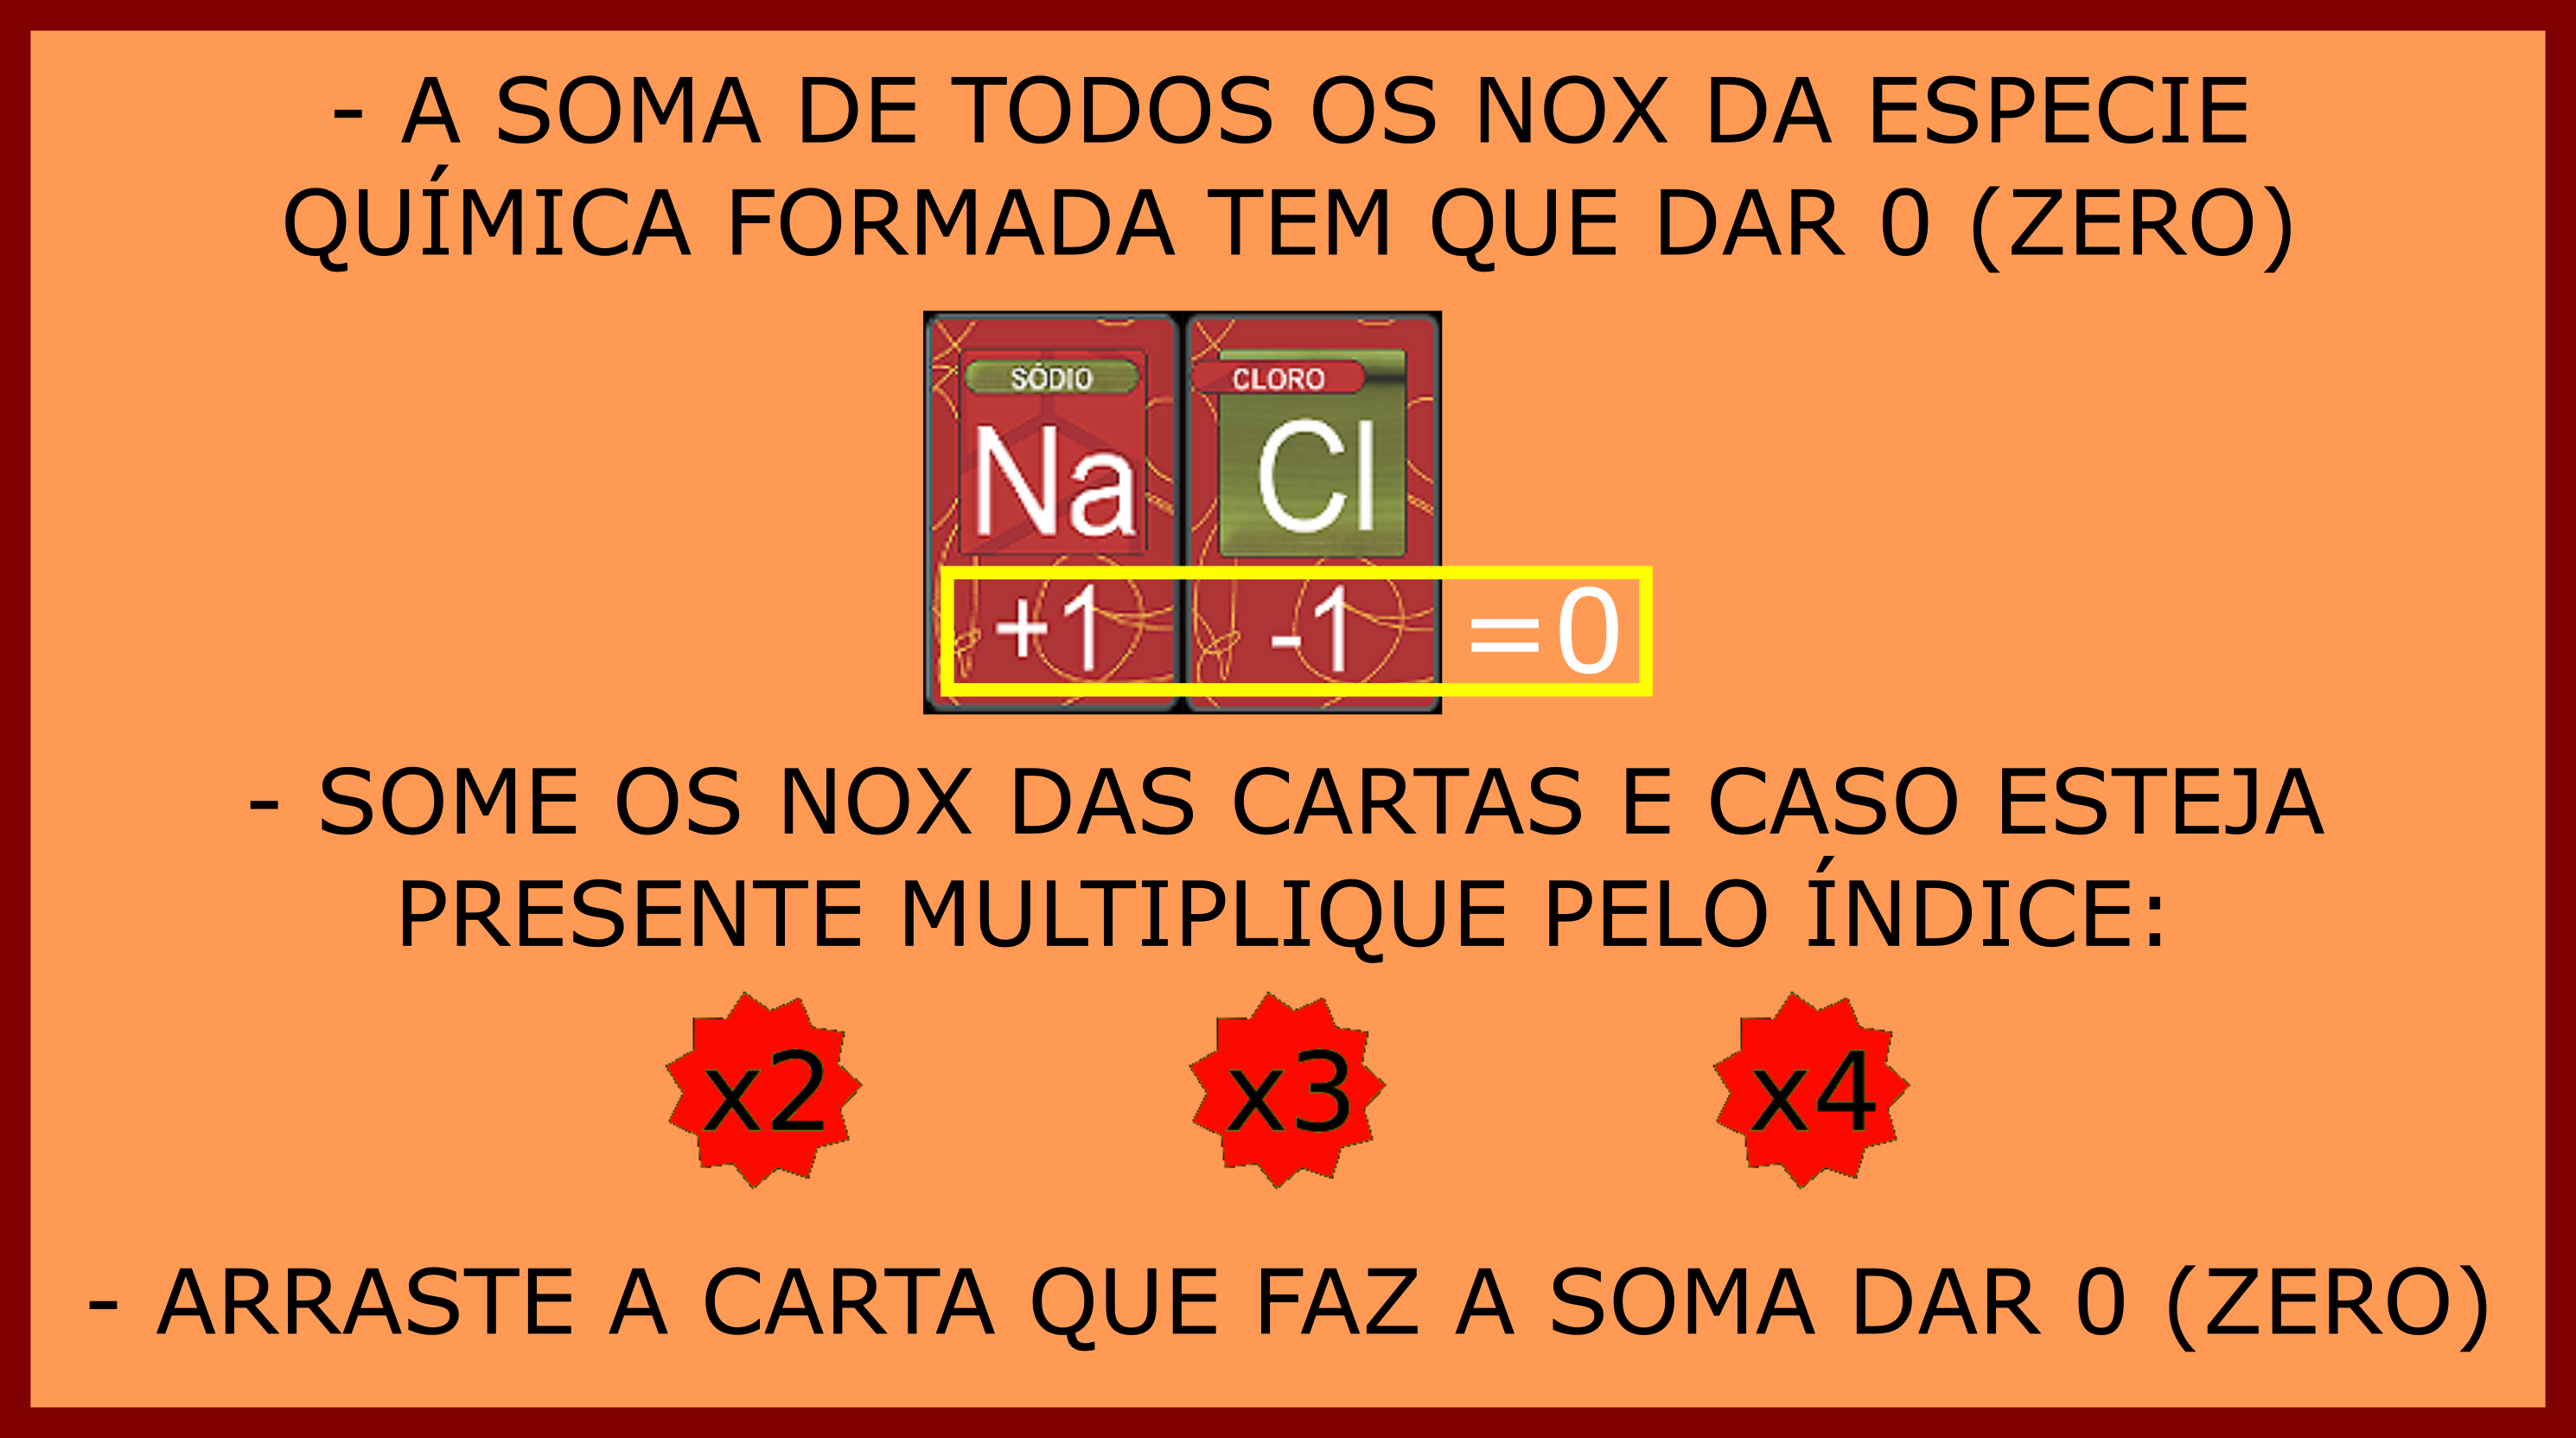 - A SOMA DE TODOS OS NOX DA ESPECIE
QUÍMICA FORMADA TEM QUE DAR 0 (ZERO)
SÓDIO CLORO
Na Cl
+1 -1 =0
- SOME OS NOX DAS CARTAS E CASO ESTEJA
PRESENTE MULTIPLIQUE PELO ÍNDICE:
x2 x3 x4
- ARRASTE A CARTA QUE FAZ A SOMA DAR 0 (ZERO)